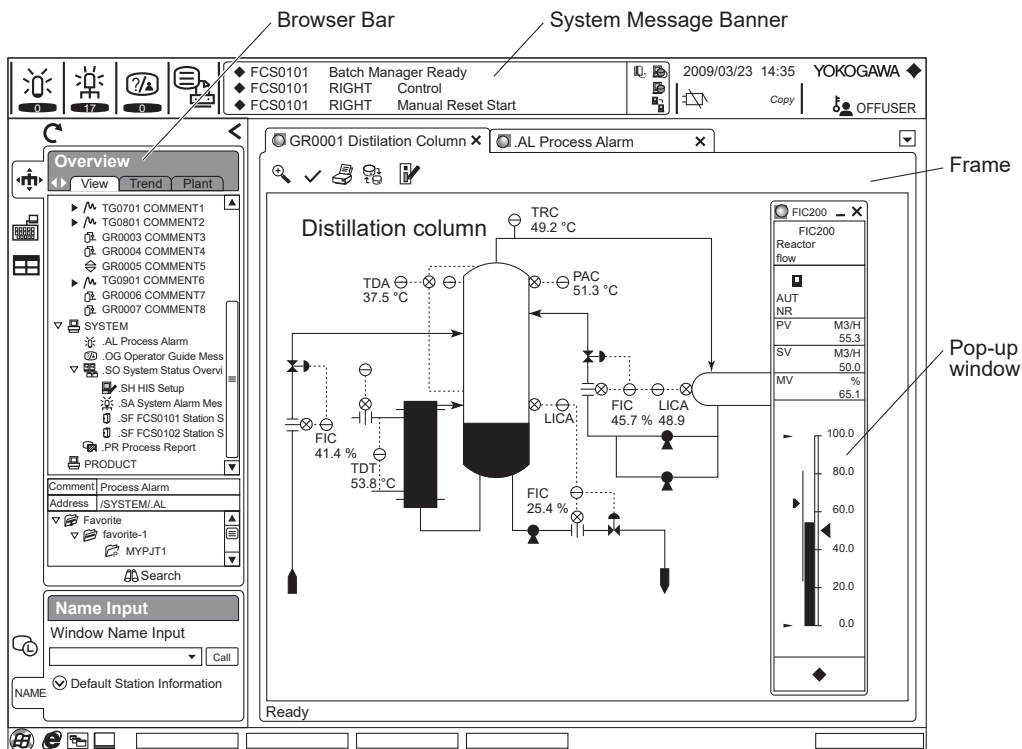 Browser Bar
System Message Banner
FCS0101 Batch Manager Ready
FCS0101 RIGHT Control
FCS0101 RIGHT Manual Reset Start
2009/03/23 14:35
YOKOGAWA
Copy
OFFUSER
0
17
0
Overview
View Trend Plant
TG0701 COMMENT1
TG0801 COMMENT2
GR0003 COMMENT3
GR0004 COMMENT4
GR0005 COMMENT5
TG0901 COMMENT6
GR0006 COMMENT7
GR0007 COMMENT8
SYSTEM
.AL Process Alarm
.OG Operator Guide Mess
.SO System Status Overvi
.SH HIS Setup
.SA System Alarm Mes
.SF FCS0101 Station S
.SF FCS0102 Station S
.PR Process Report
PRODUCT
Comment Process Alarm
Address /SYSTEM/.AL
Favorite
favorite-1
MYPJT1
Search
Name Input
Window Name Input
Call
Default Station Information
NAME
GR0001 Distilation Column
.AL Process Alarm
Frame
Distillation column
TRC
49.2 °C
TDA
37.5 °C
PAC
51.3 °C
FIC
41.4 %
TDT
53.8 °C
LICA
FIC
45.7 %
LICA
48.9
FIC
25.4 %
Ready
FIC200
FIC200
Reactor
flow
AUT
NR
PV M3/H
55.3
SV M3/H
50.0
MV %
65.1
100.0
80.0
60.0
40.0
20.0
0.0
Pop-up
window